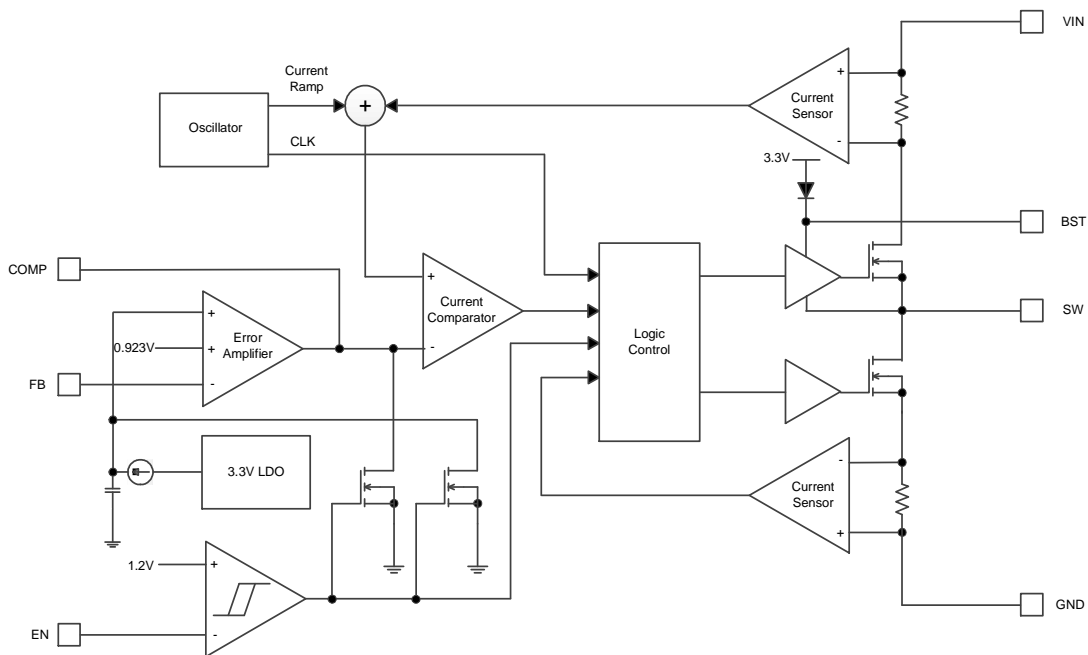 VIN
Current
Ramp
+
Oscillator
+
Current
Sensor
-
CLK
3.3V
BST
COMP
+
Current
Comparator
-
SW
+
Error
Amplifier
0.923V
+
FB
-
Logic
Control
3.3V LDO
-
Current
Sensor
+
1.2V
+
GND
EN
-